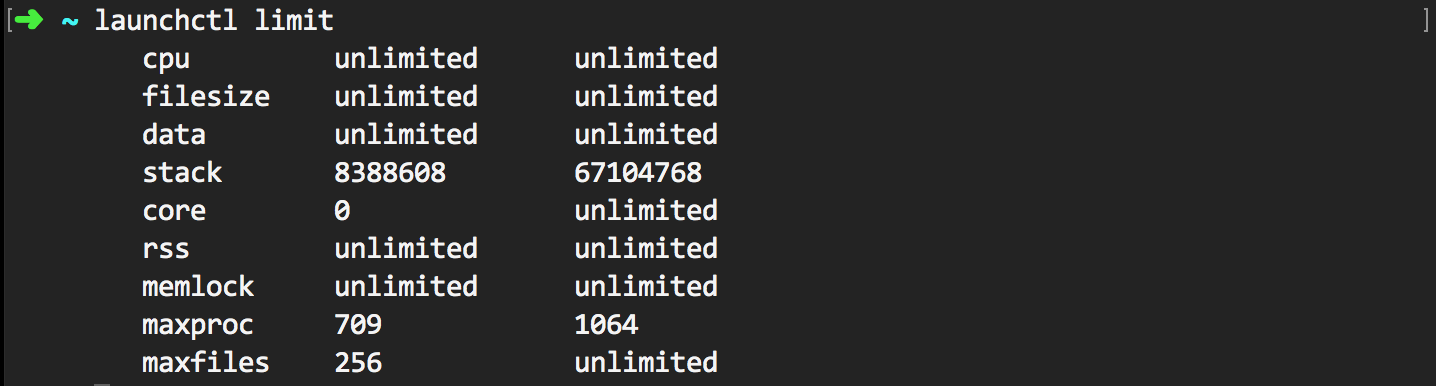 [➜ ~ launchctl limit ]
cpu unlimited unlimited
filesize unlimited unlimited
data unlimited unlimited
stack 8388608 67104768
core 0 unlimited
rss unlimited unlimited
memlock unlimited unlimited
maxproc 709 1064
maxfiles 256 unlimited